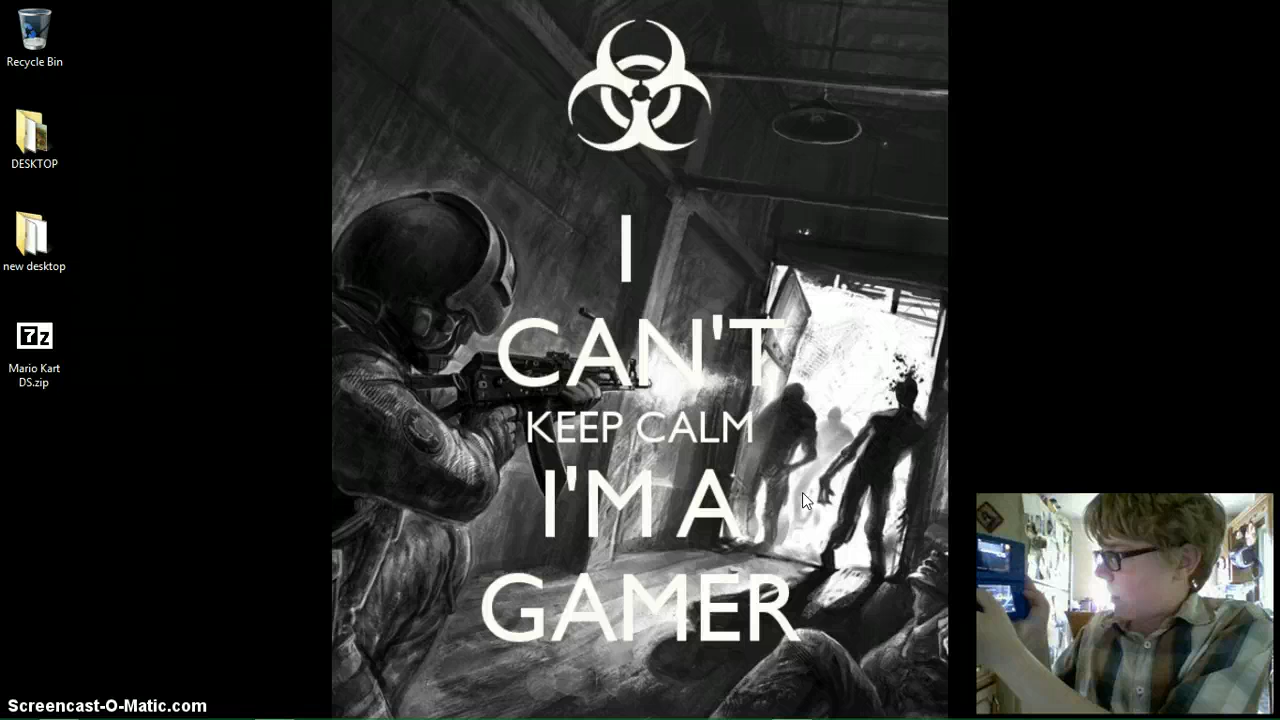 Recycle Bin
DESKTOP
new desktop
7z
Mario Kart
DS.zip
I
CAN'T
KEEP CALM
I'M A
GAMER
Screencast-O-Matic.com